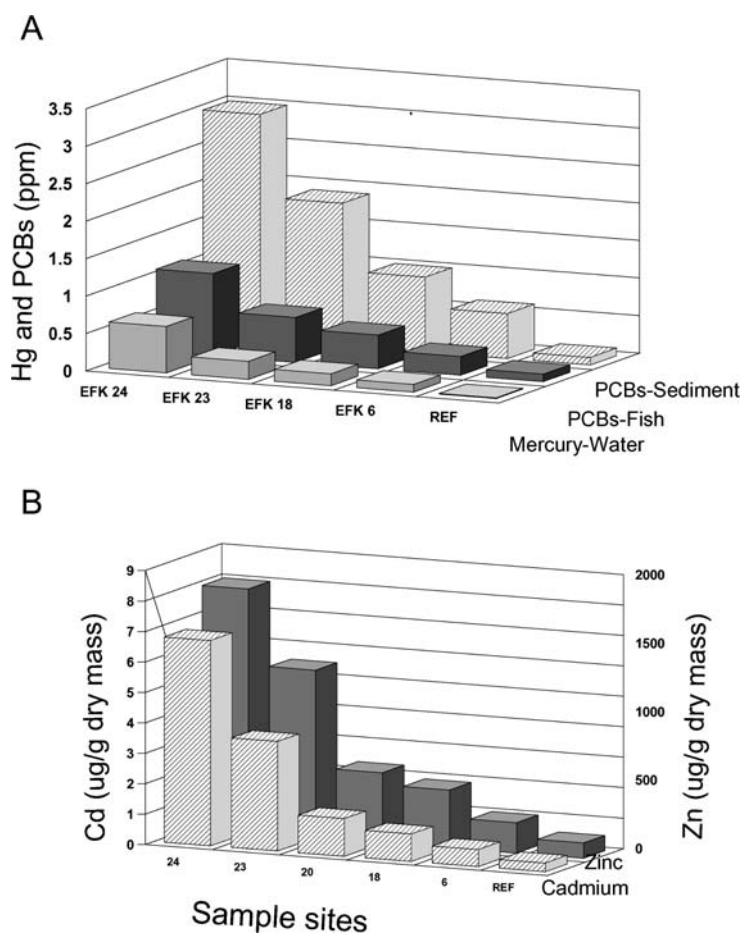 A
Hg and PCBs (ppm)
3.5
3
2.5
2
1.5
1
0.5
0
EFK 24
EFK 23
EFK 18
EFK 6
REF
PCBs-Sediment
PCBs-Fish
Mercury-Water
B
Cd (ug/g dry mass)
9
8
7
6
5
4
3
2
1
0
2000
1500
1000
500
0
Zn (ug/g dry mass)
24
23
20
18
6
REF
Zinc
Cadmium
Sample sites